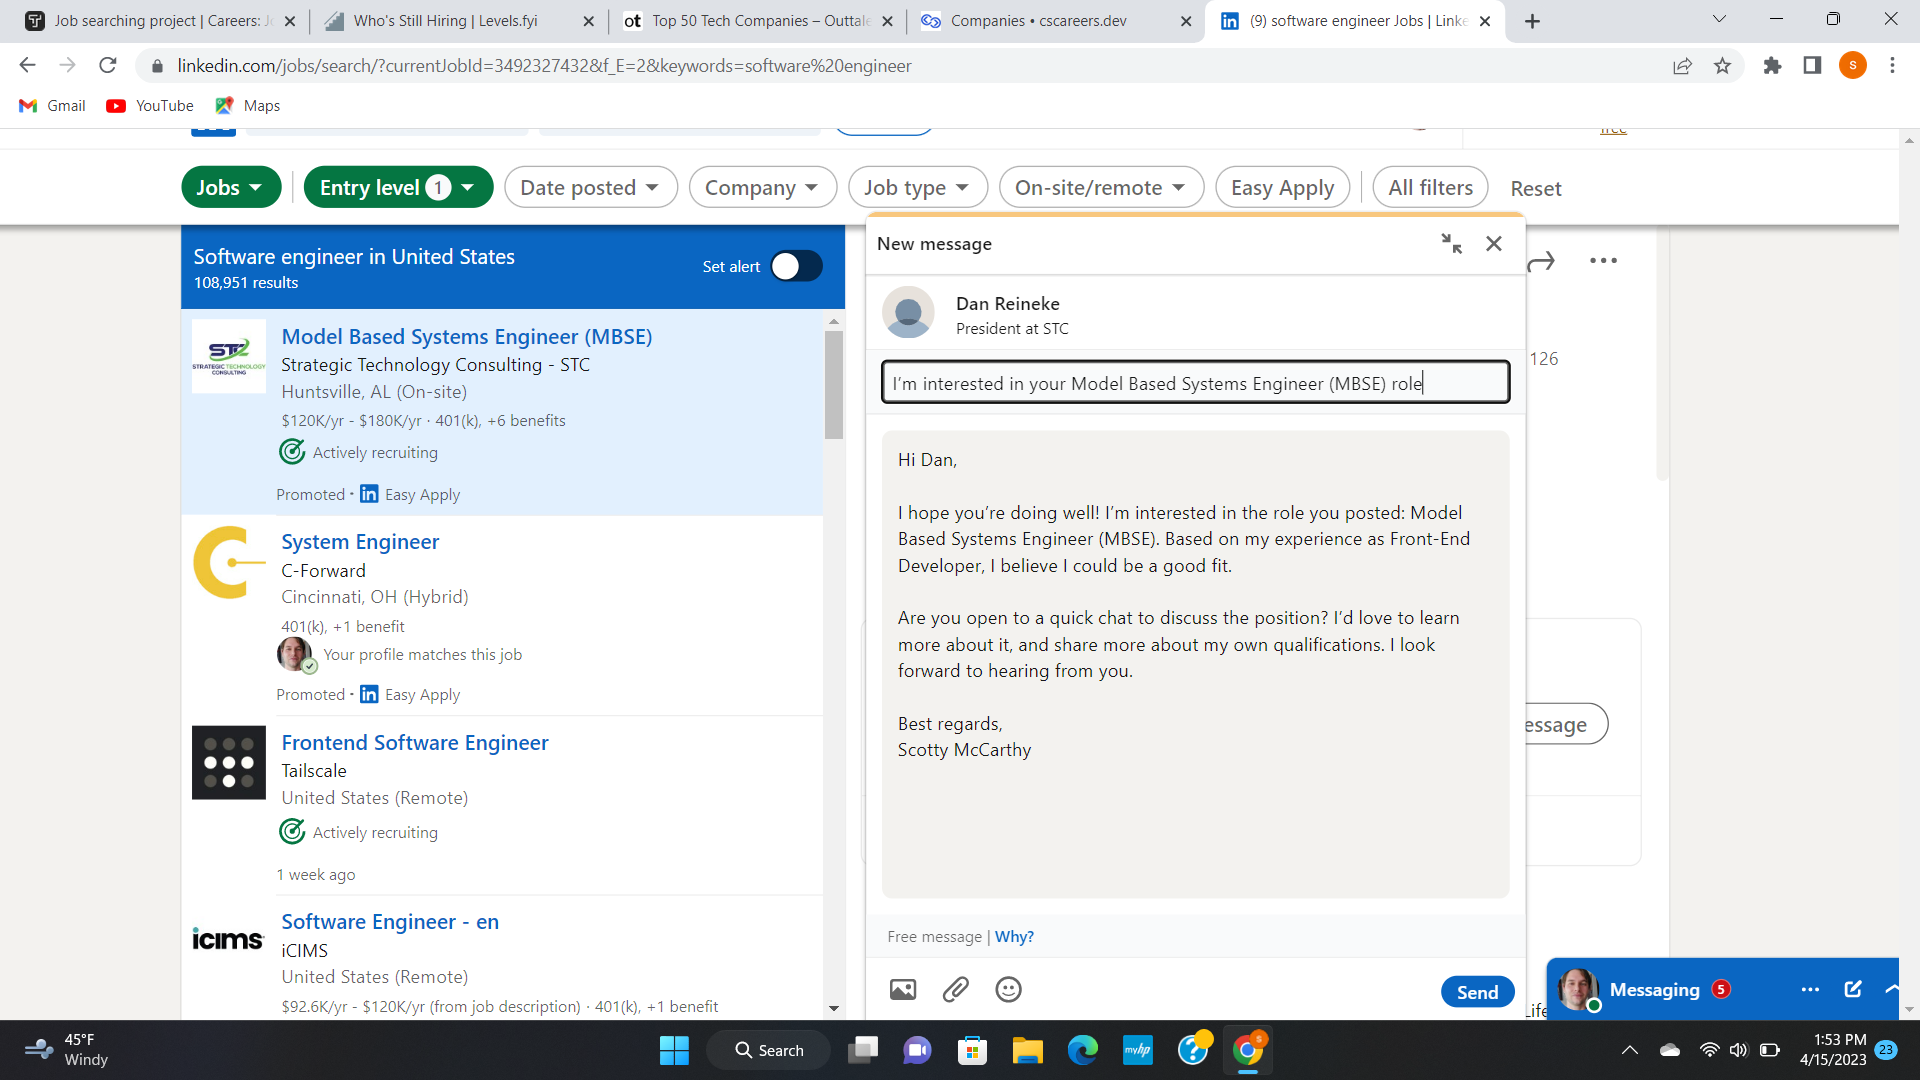 Job searching project | Careers: J
Who's Still Hiring | Levels.fyi
ot Top 50 Tech Companies – Outtale
Companies • cscareers.dev
in (9) software engineer Jobs | Linke
linkedin.com/jobs/search/?currentJobId=3492327432&f_E=2&keywords=software%20engineer
s
Gmail YouTube Maps
free
Jobs
Entry level 1
Date posted
Company
Job type
On-site/remote
Easy Apply
All filters
Reset
Software engineer in United States
108,951 results
Set alert
STC
STRATEGIC TECHNOLOGY
CONSULTING
Model Based Systems Engineer (MBSE)
Strategic Technology Consulting - STC
Huntsville, AL (On-site)
$120K/yr - $180K/yr · 401(k), +6 benefits
Actively recruiting
Promoted · in Easy Apply
System Engineer
C-Forward
Cincinnati, OH (Hybrid)
401(k), +1 benefit
Your profile matches this job
Promoted · in Easy Apply
Frontend Software Engineer
Tailscale
United States (Remote)
Actively recruiting
1 week ago
icims
Software Engineer - en
iCIMS
United States (Remote)
$92.6K/yr - $120K/yr (from job description) · 401(k), +1 benefit
New message
Dan Reineke
President at STC
I'm interested in your Model Based Systems Engineer (MBSE) role
Hi Dan,
I hope you're doing well! I'm interested in the role you posted: Model
Based Systems Engineer (MBSE). Based on my experience as Front-End
Developer, I believe I could be a good fit.
Are you open to a quick chat to discuss the position? I'd love to learn
more about it, and share more about my own qualifications. I look
forward to hearing from you.
Best regards,
Scotty McCarthy
Free message | Why?
Send
126
essage
Life
Messaging 5
45°F
Windy
Search
myhp
s
1:53 PM
4/15/2023
23